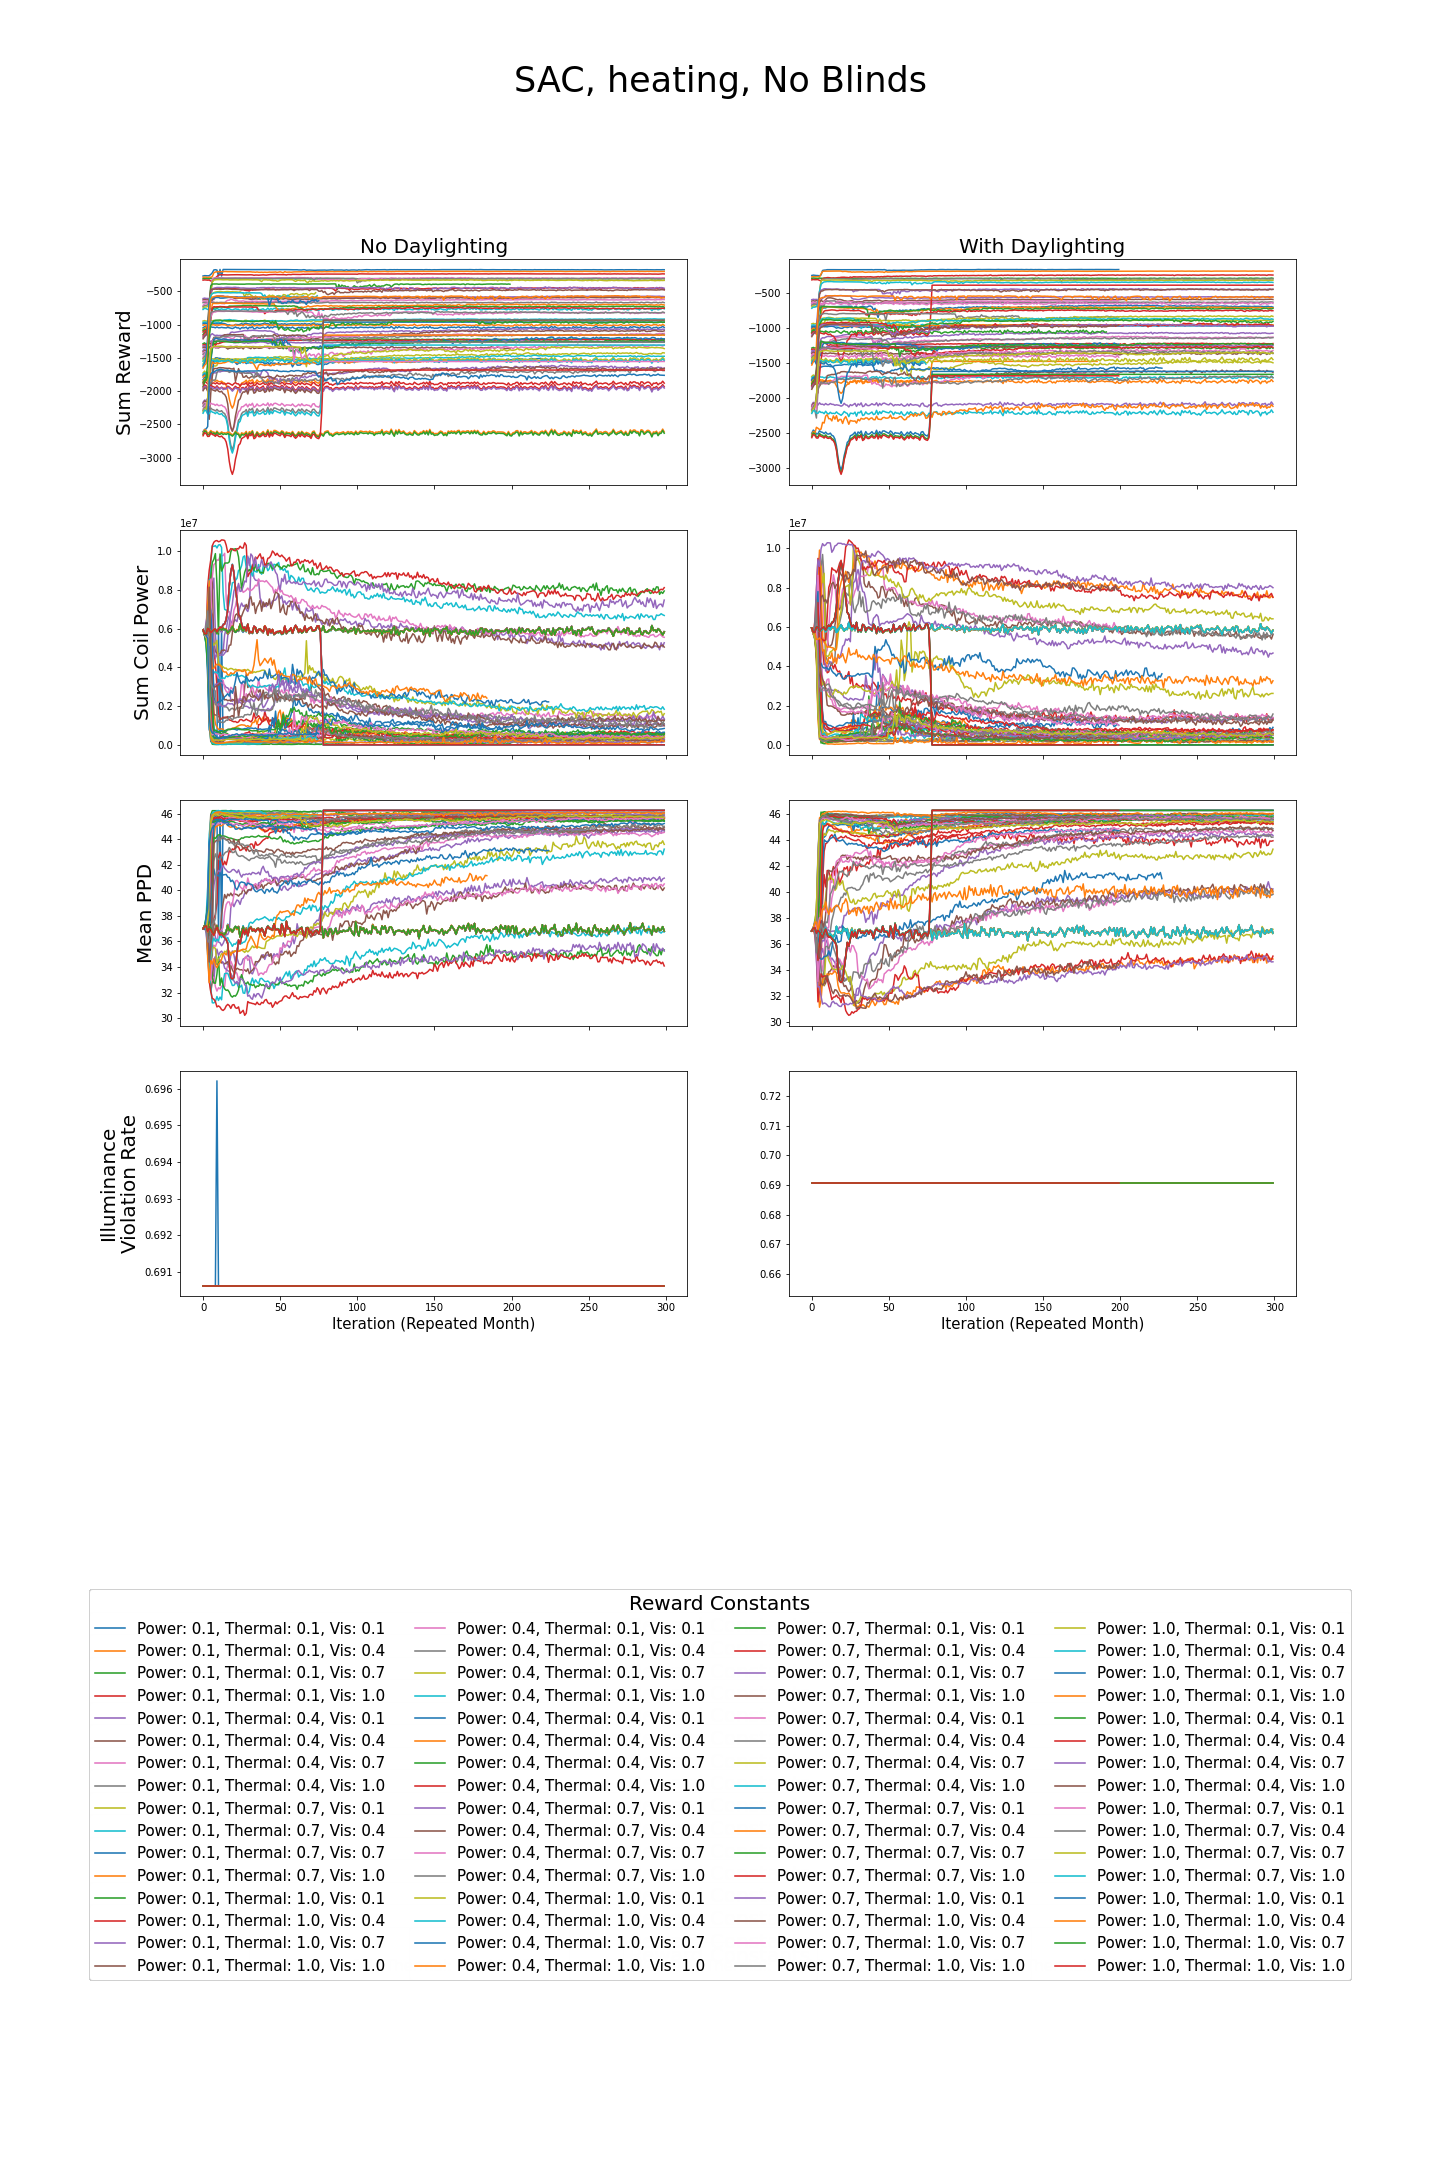 SAC, heating, No Blinds
No Daylighting
With Daylighting
Sum Reward
−500
−1000
−1500
−2000
−2500
−3000
−500
−1000
−1500
−2000
−2500
−3000
Sum Coil Power
1e7
1.0
0.8
0.6
0.4
0.2
0.0
1e7
1.0
0.8
0.6
0.4
0.2
0.0
Mean PPD
46
44
42
40
38
36
34
32
30
46
44
42
40
38
36
34
32
30
Illuminance
Violation Rate
0.696
0.695
0.694
0.693
0.692
0.691
0 50 100 150 200 250 300
Iteration (Repeated Month)
0.72
0.71
0.70
0.69
0.68
0.67
0.66
0 50 100 150 200 250 300
Iteration (Repeated Month)
Reward Constants
Power: 0.1, Thermal: 0.1, Vis: 0.1
Power: 0.1, Thermal: 0.1, Vis: 0.4
Power: 0.1, Thermal: 0.1, Vis: 0.7
Power: 0.1, Thermal: 0.1, Vis: 1.0
Power: 0.1, Thermal: 0.4, Vis: 0.1
Power: 0.1, Thermal: 0.4, Vis: 0.4
Power: 0.1, Thermal: 0.4, Vis: 0.7
Power: 0.1, Thermal: 0.4, Vis: 1.0
Power: 0.1, Thermal: 0.7, Vis: 0.1
Power: 0.1, Thermal: 0.7, Vis: 0.4
Power: 0.1, Thermal: 0.7, Vis: 0.7
Power: 0.1, Thermal: 0.7, Vis: 1.0
Power: 0.1, Thermal: 1.0, Vis: 0.1
Power: 0.1, Thermal: 1.0, Vis: 0.4
Power: 0.1, Thermal: 1.0, Vis: 0.7
Power: 0.1, Thermal: 1.0, Vis: 1.0
Power: 0.4, Thermal: 0.1, Vis: 0.1
Power: 0.4, Thermal: 0.1, Vis: 0.4
Power: 0.4, Thermal: 0.1, Vis: 0.7
Power: 0.4, Thermal: 0.1, Vis: 1.0
Power: 0.4, Thermal: 0.4, Vis: 0.1
Power: 0.4, Thermal: 0.4, Vis: 0.4
Power: 0.4, Thermal: 0.4, Vis: 0.7
Power: 0.4, Thermal: 0.4, Vis: 1.0
Power: 0.4, Thermal: 0.7, Vis: 0.1
Power: 0.4, Thermal: 0.7, Vis: 0.4
Power: 0.4, Thermal: 0.7, Vis: 0.7
Power: 0.4, Thermal: 0.7, Vis: 1.0
Power: 0.4, Thermal: 1.0, Vis: 0.1
Power: 0.4, Thermal: 1.0, Vis: 0.4
Power: 0.4, Thermal: 1.0, Vis: 0.7
Power: 0.4, Thermal: 1.0, Vis: 1.0
Power: 0.7, Thermal: 0.1, Vis: 0.1
Power: 0.7, Thermal: 0.1, Vis: 0.4
Power: 0.7, Thermal: 0.1, Vis: 0.7
Power: 0.7, Thermal: 0.1, Vis: 1.0
Power: 0.7, Thermal: 0.4, Vis: 0.1
Power: 0.7, Thermal: 0.4, Vis: 0.4
Power: 0.7, Thermal: 0.4, Vis: 0.7
Power: 0.7, Thermal: 0.4, Vis: 1.0
Power: 0.7, Thermal: 0.7, Vis: 0.1
Power: 0.7, Thermal: 0.7, Vis: 0.4
Power: 0.7, Thermal: 0.7, Vis: 0.7
Power: 0.7, Thermal: 0.7, Vis: 1.0
Power: 0.7, Thermal: 1.0, Vis: 0.1
Power: 0.7, Thermal: 1.0, Vis: 0.4
Power: 0.7, Thermal: 1.0, Vis: 0.7
Power: 0.7, Thermal: 1.0, Vis: 1.0
Power: 1.0, Thermal: 0.1, Vis: 0.1
Power: 1.0, Thermal: 0.1, Vis: 0.4
Power: 1.0, Thermal: 0.1, Vis: 0.7
Power: 1.0, Thermal: 0.1, Vis: 1.0
Power: 1.0, Thermal: 0.4, Vis: 0.1
Power: 1.0, Thermal: 0.4, Vis: 0.4
Power: 1.0, Thermal: 0.4, Vis: 0.7
Power: 1.0, Thermal: 0.4, Vis: 1.0
Power: 1.0, Thermal: 0.7, Vis: 0.1
Power: 1.0, Thermal: 0.7, Vis: 0.4
Power: 1.0, Thermal: 0.7, Vis: 0.7
Power: 1.0, Thermal: 0.7, Vis: 1.0
Power: 1.0, Thermal: 1.0, Vis: 0.1
Power: 1.0, Thermal: 1.0, Vis: 0.4
Power: 1.0, Thermal: 1.0, Vis: 0.7
Power: 1.0, Thermal: 1.0, Vis: 1.0